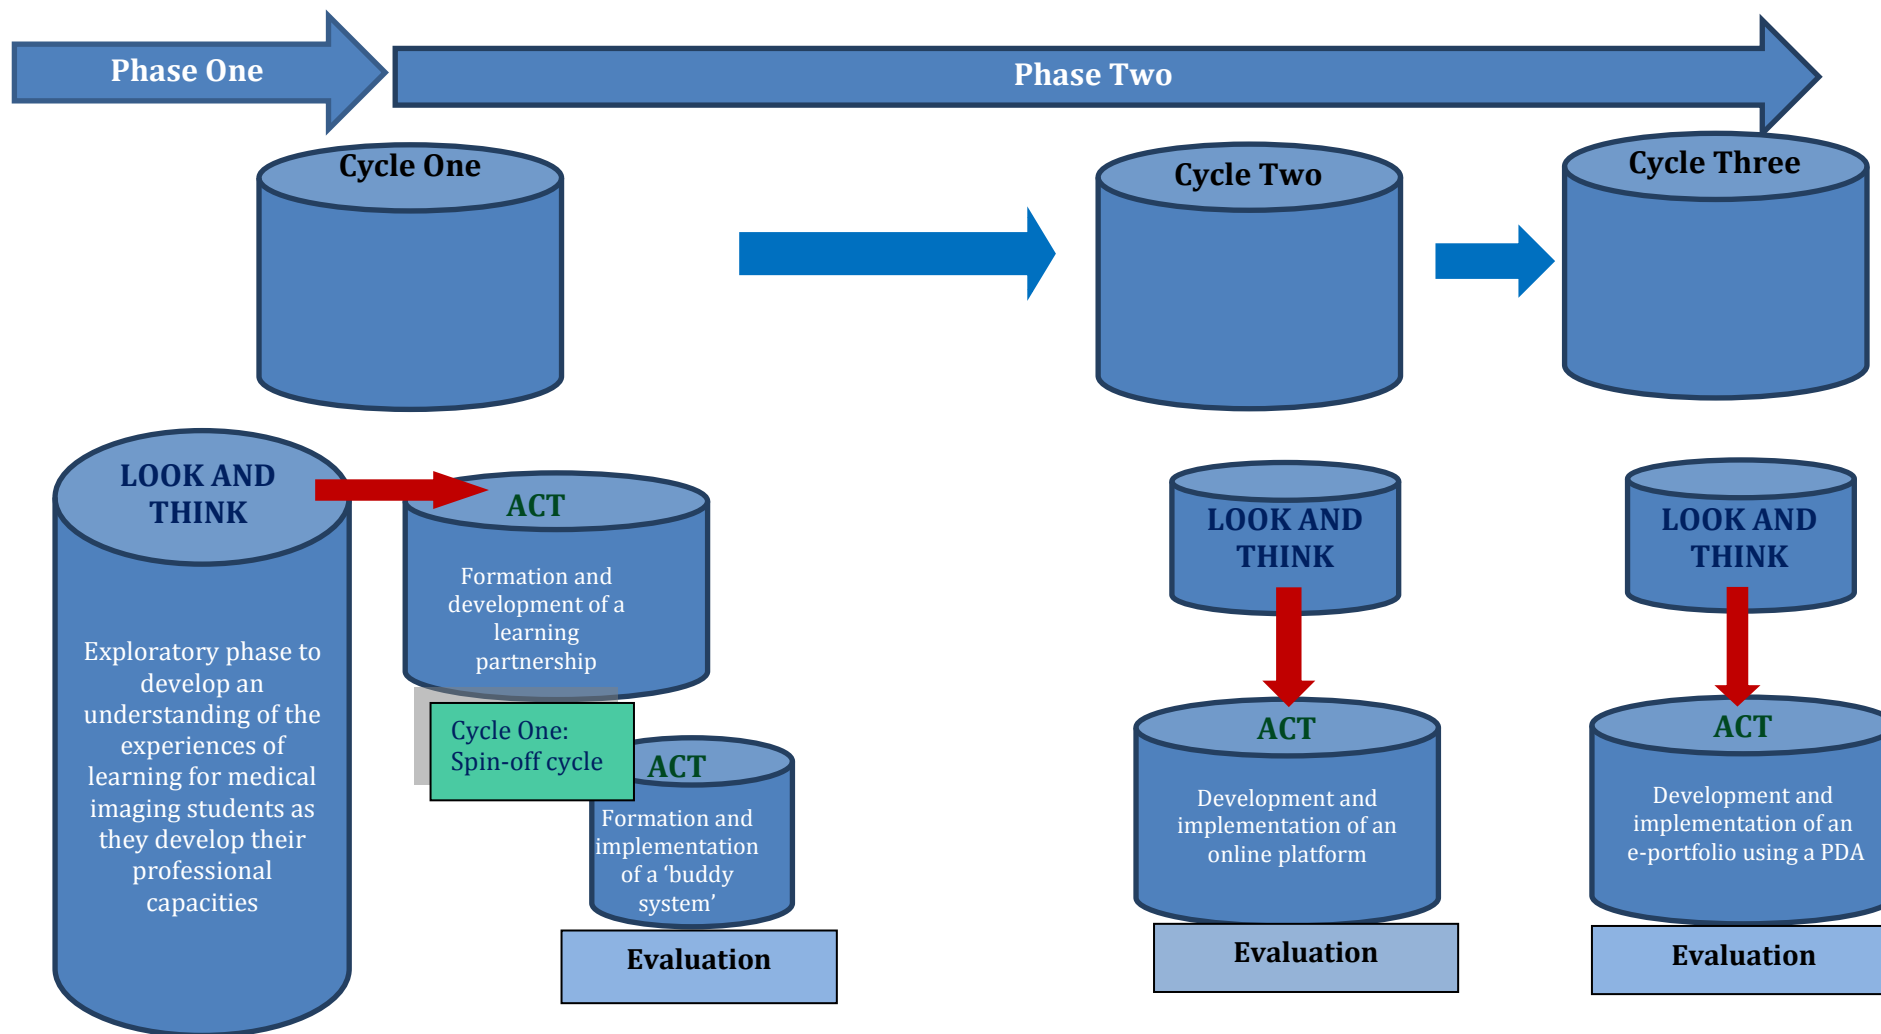 Phase One
Phase Two
Cycle One
Cycle Two
Cycle Three
LOOK AND
THINK
Exploratory phase to
develop an
understanding of the
experiences of
learning for medical
imaging students as
they develop their
professional
capacities
ACT
Formation and
development of a
learning
partnership
Cycle One:
Spin-off cycle
ACT
Formation and
implementation
of a ‘buddy
system’
Evaluation
LOOK AND
THINK
ACT
Development and
implementation of an
online platform
Evaluation
LOOK AND
THINK
ACT
Development and
implementation of an
e-portfolio using a PDA
Evaluation